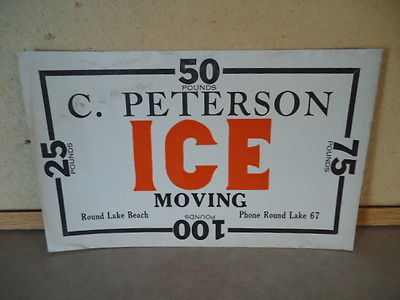 50
POUNDS
C. PETERSON
25
POUNDS
ICE
75
POUNDS
MOVING
Round Lake Beach
Phone Round Lake 67
100
POUNDS